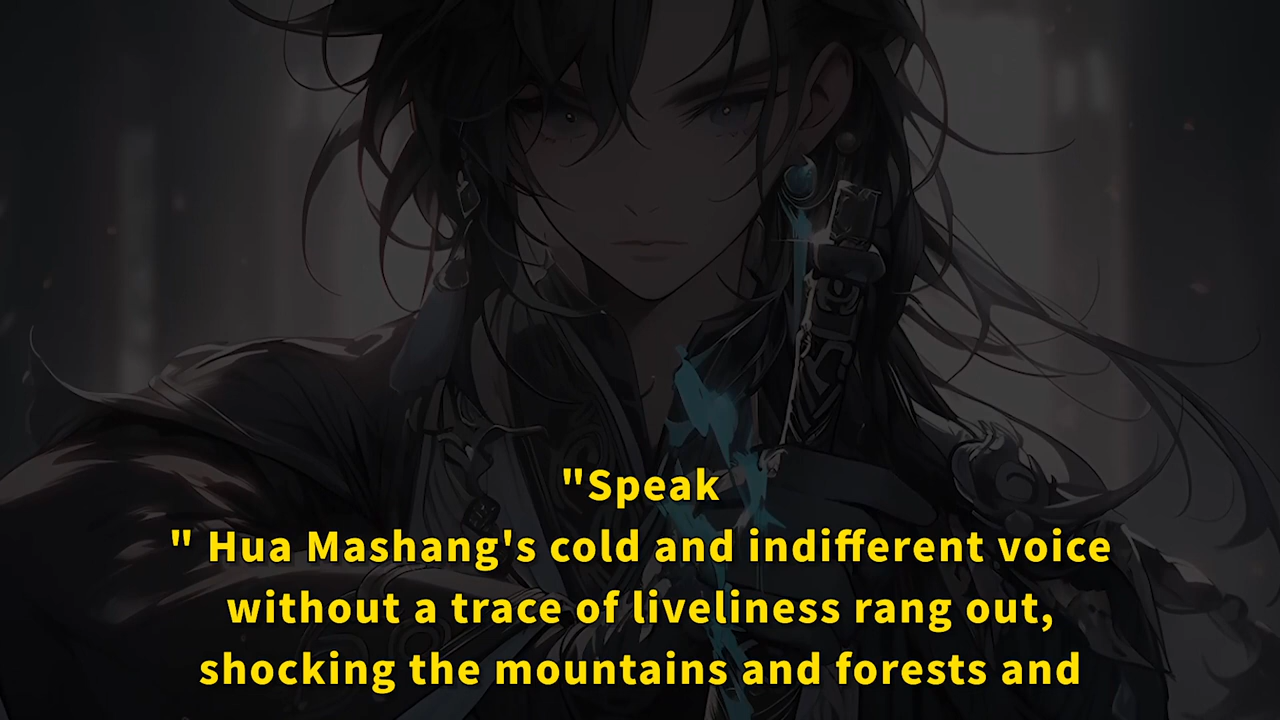 "Speak
" Hua Mashang's cold and indifferent voice
without a trace of liveliness rang out,
shocking the mountains and forests and